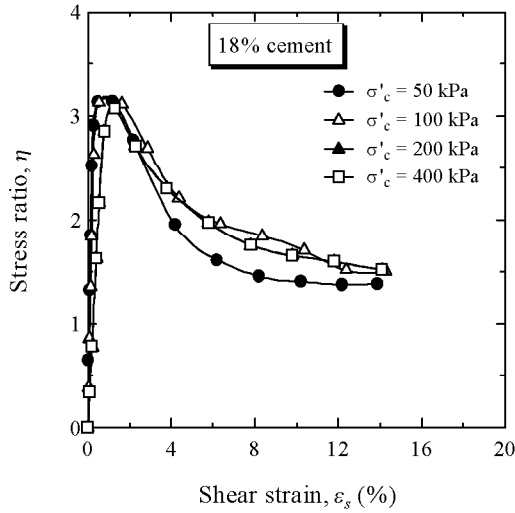 18% cement
σ'c = 50 kPa
σ'c = 100 kPa
σ'c = 200 kPa
σ'c = 400 kPa
Stress ratio, η
4
3
2
1
0
0 4 8 12 16 20
Shear strain, εs (%)